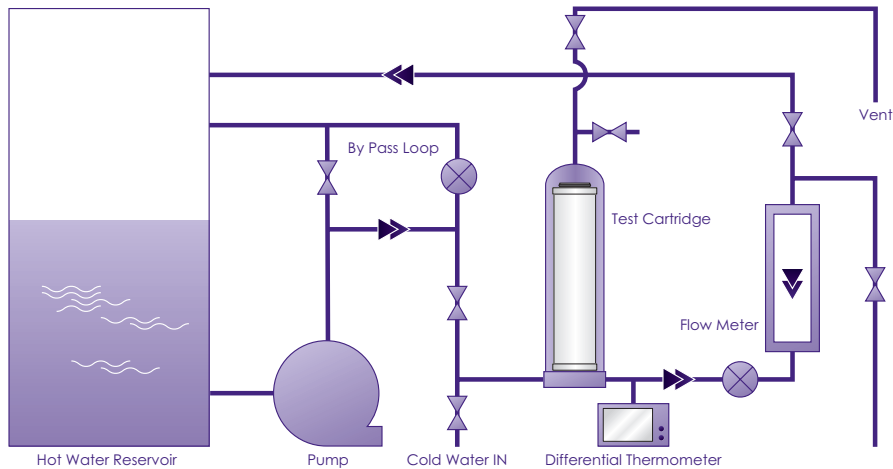 Vent
By Pass Loop
Test Cartridge
Flow Meter
Hot Water Reservoir
Pump
Cold Water IN
Differential Thermometer